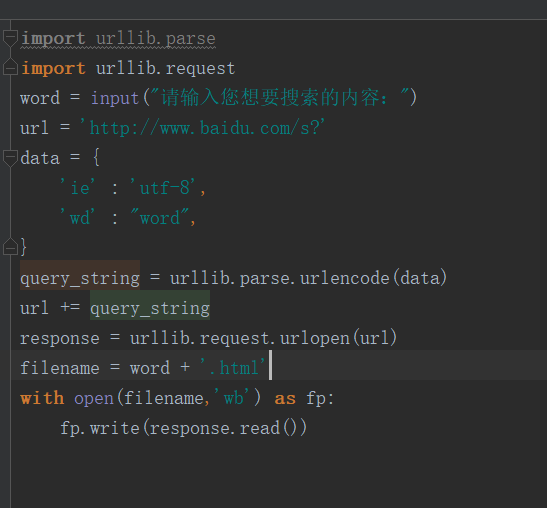 import urllib.parse
import urllib.request
word = input("请输入您想要搜索的内容：")
url = 'http://www.baidu.com/s?'
data = {
    'ie' : 'utf-8',
    'wd' : "word",
}
query_string = urllib.parse.urlencode(data)
url += query_string
response = urllib.request.urlopen(url)
filename = word + '.html'
with open(filename,'wb') as fp:
    fp.write(response.read())